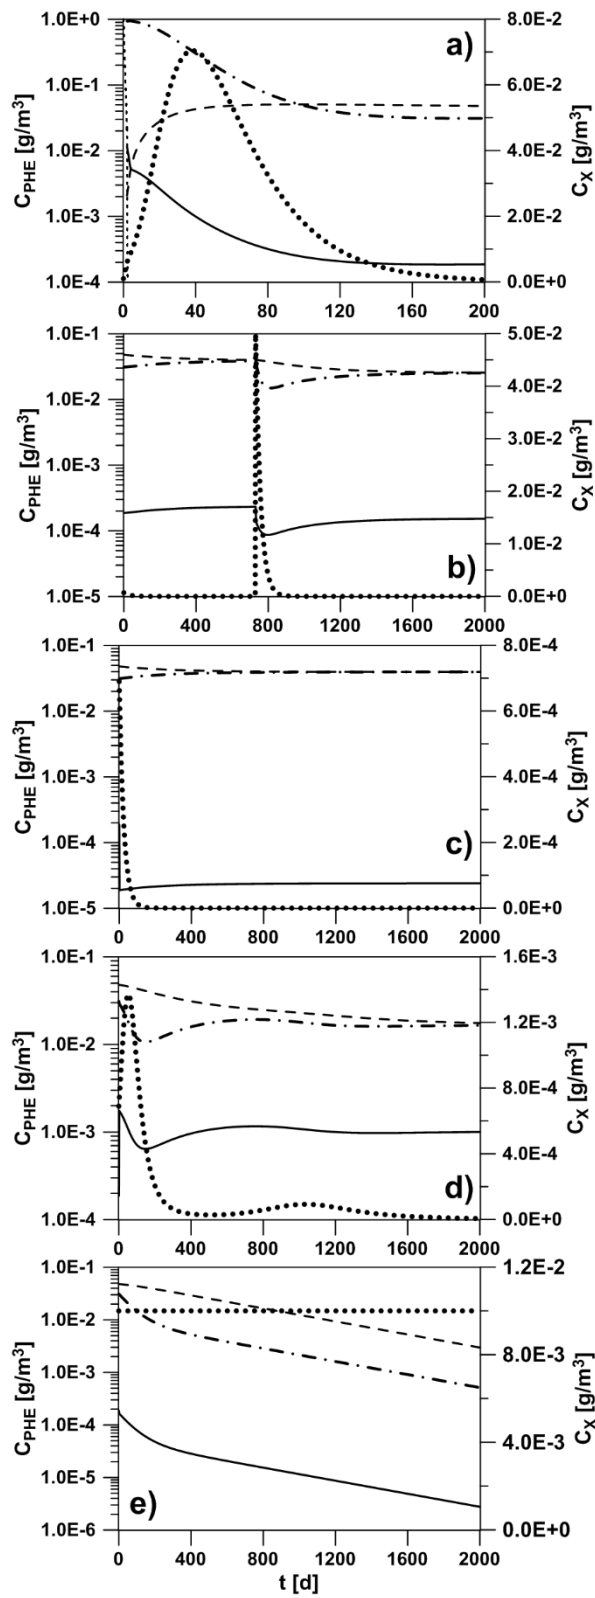 a)
C_PHE [g/m³]
1.0E+0
1.0E-1
1.0E-2
1.0E-3
1.0E-4
8.0E-2
6.0E-2
4.0E-2
2.0E-2
0.0E+0
C_X [g/m³]
0 40 80 120 160 200
b)
C_PHE [g/m³]
1.0E-1
1.0E-2
1.0E-3
1.0E-4
1.0E-5
5.0E-2
4.0E-2
3.0E-2
2.0E-2
1.0E-2
0.0E+0
C_X [g/m³]
0 400 800 1200 1600 2000
c)
C_PHE [g/m³]
1.0E-1
1.0E-2
1.0E-3
1.0E-4
1.0E-5
8.0E-4
6.0E-4
4.0E-4
2.0E-4
0.0E+0
C_X [g/m³]
0 400 800 1200 1600 2000
d)
C_PHE [g/m³]
1.0E-1
1.0E-2
1.0E-3
1.0E-4
1.6E-3
1.2E-3
8.0E-4
4.0E-4
0.0E+0
C_X [g/m³]
0 400 800 1200 1600 2000
e)
C_PHE [g/m³]
1.0E-1
1.0E-2
1.0E-3
1.0E-4
1.0E-5
1.0E-6
1.2E-2
8.0E-3
4.0E-3
0.0E+0
C_X [g/m³]
0 400 800 1200 1600 2000
t [d]